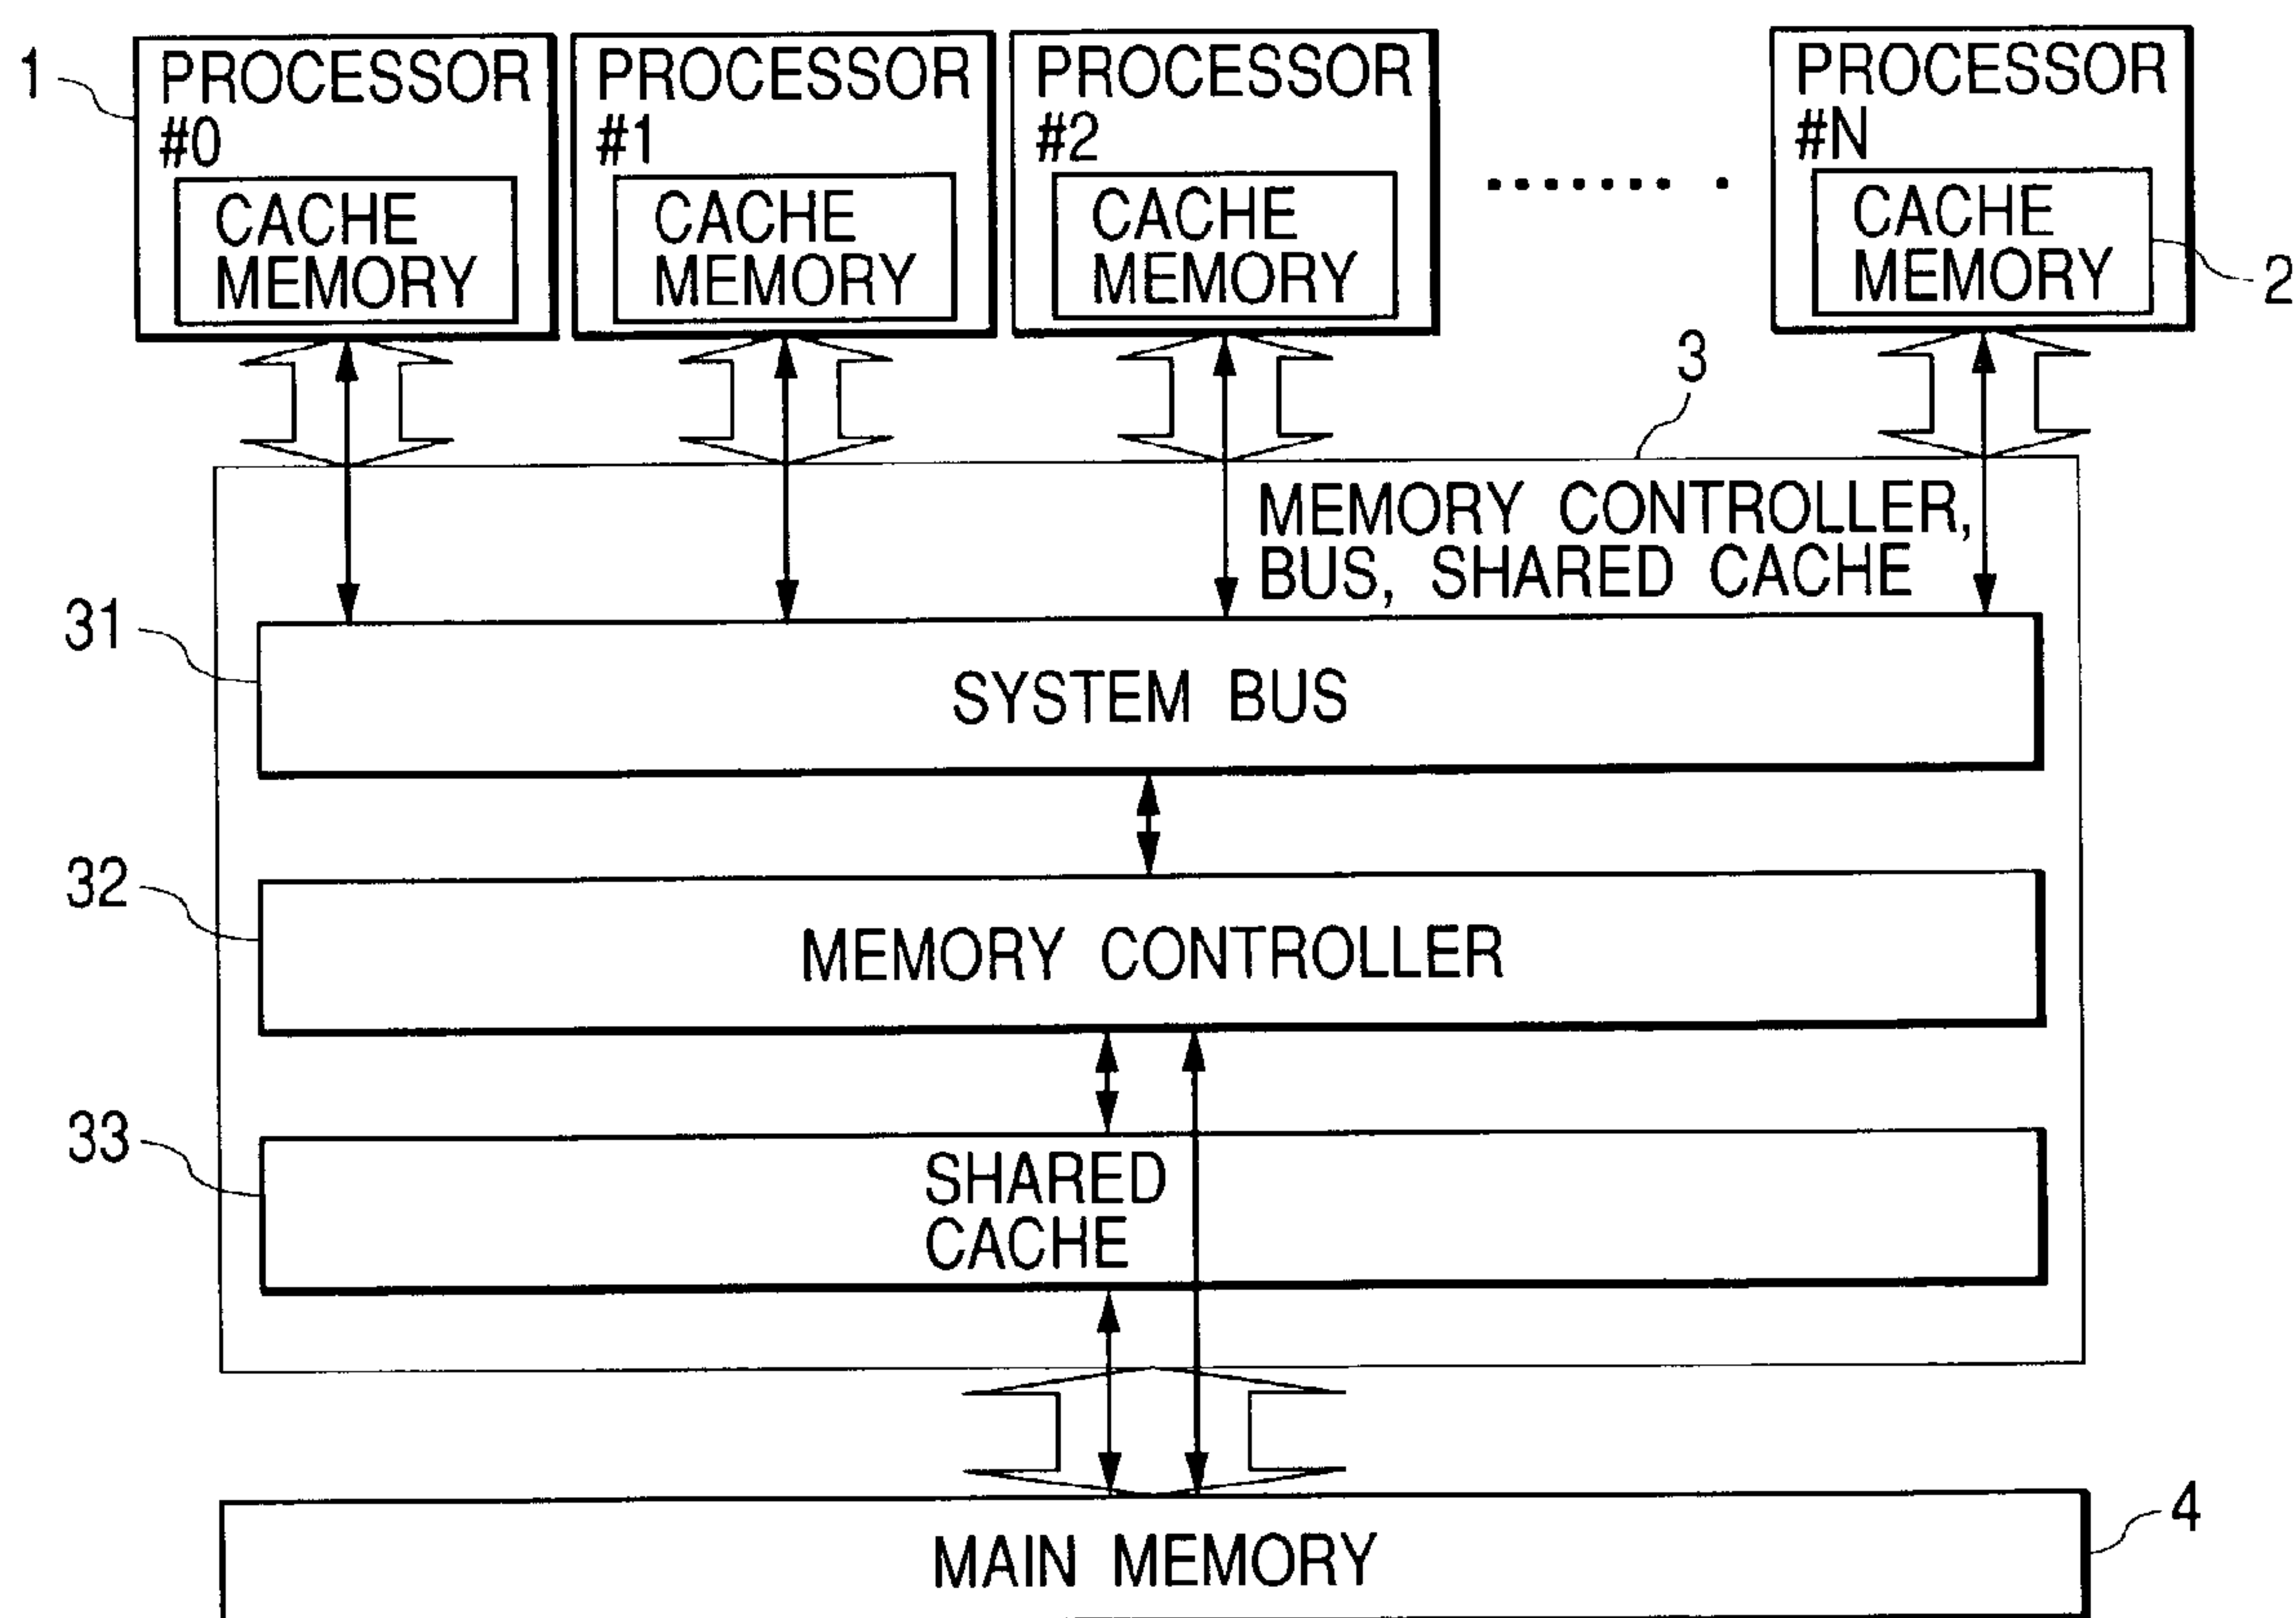 1
PROCESSOR
#0
CACHE
MEMORY
PROCESSOR
#1
CACHE
MEMORY
PROCESSOR
#2
CACHE
MEMORY
PROCESSOR
#N
CACHE
MEMORY
2
3
MEMORY CONTROLLER,
BUS, SHARED CACHE
31
SYSTEM BUS
32
MEMORY CONTROLLER
33
SHARED
CACHE
4
MAIN MEMORY